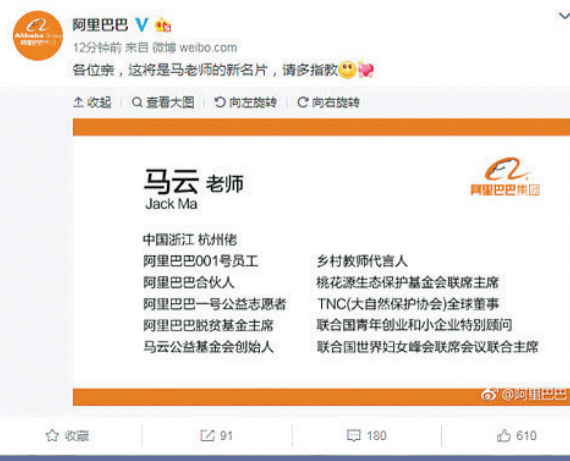 阿里巴巴
12分钟前 来自 微博 weibo.com
各位亲，这将是马老师的新名片，请多指教
收起 查看大图 向左旋转 向右旋转
马云 老师
Jack Ma
阿里巴巴集团
中国浙江 杭州佬
阿里巴巴001号员工 乡村教师代言人
阿里巴巴合伙人 桃花源生态保护基金会联席主席
阿里巴巴一号公益志愿者 TNC(大自然保护协会)全球董事
阿里巴巴脱贫基金主席 联合国青年创业和小企业特别顾问
马云公益基金会创始人 联合国世界妇女峰会联席会议联合主席
@阿里巴巴
收藏 91 180 610